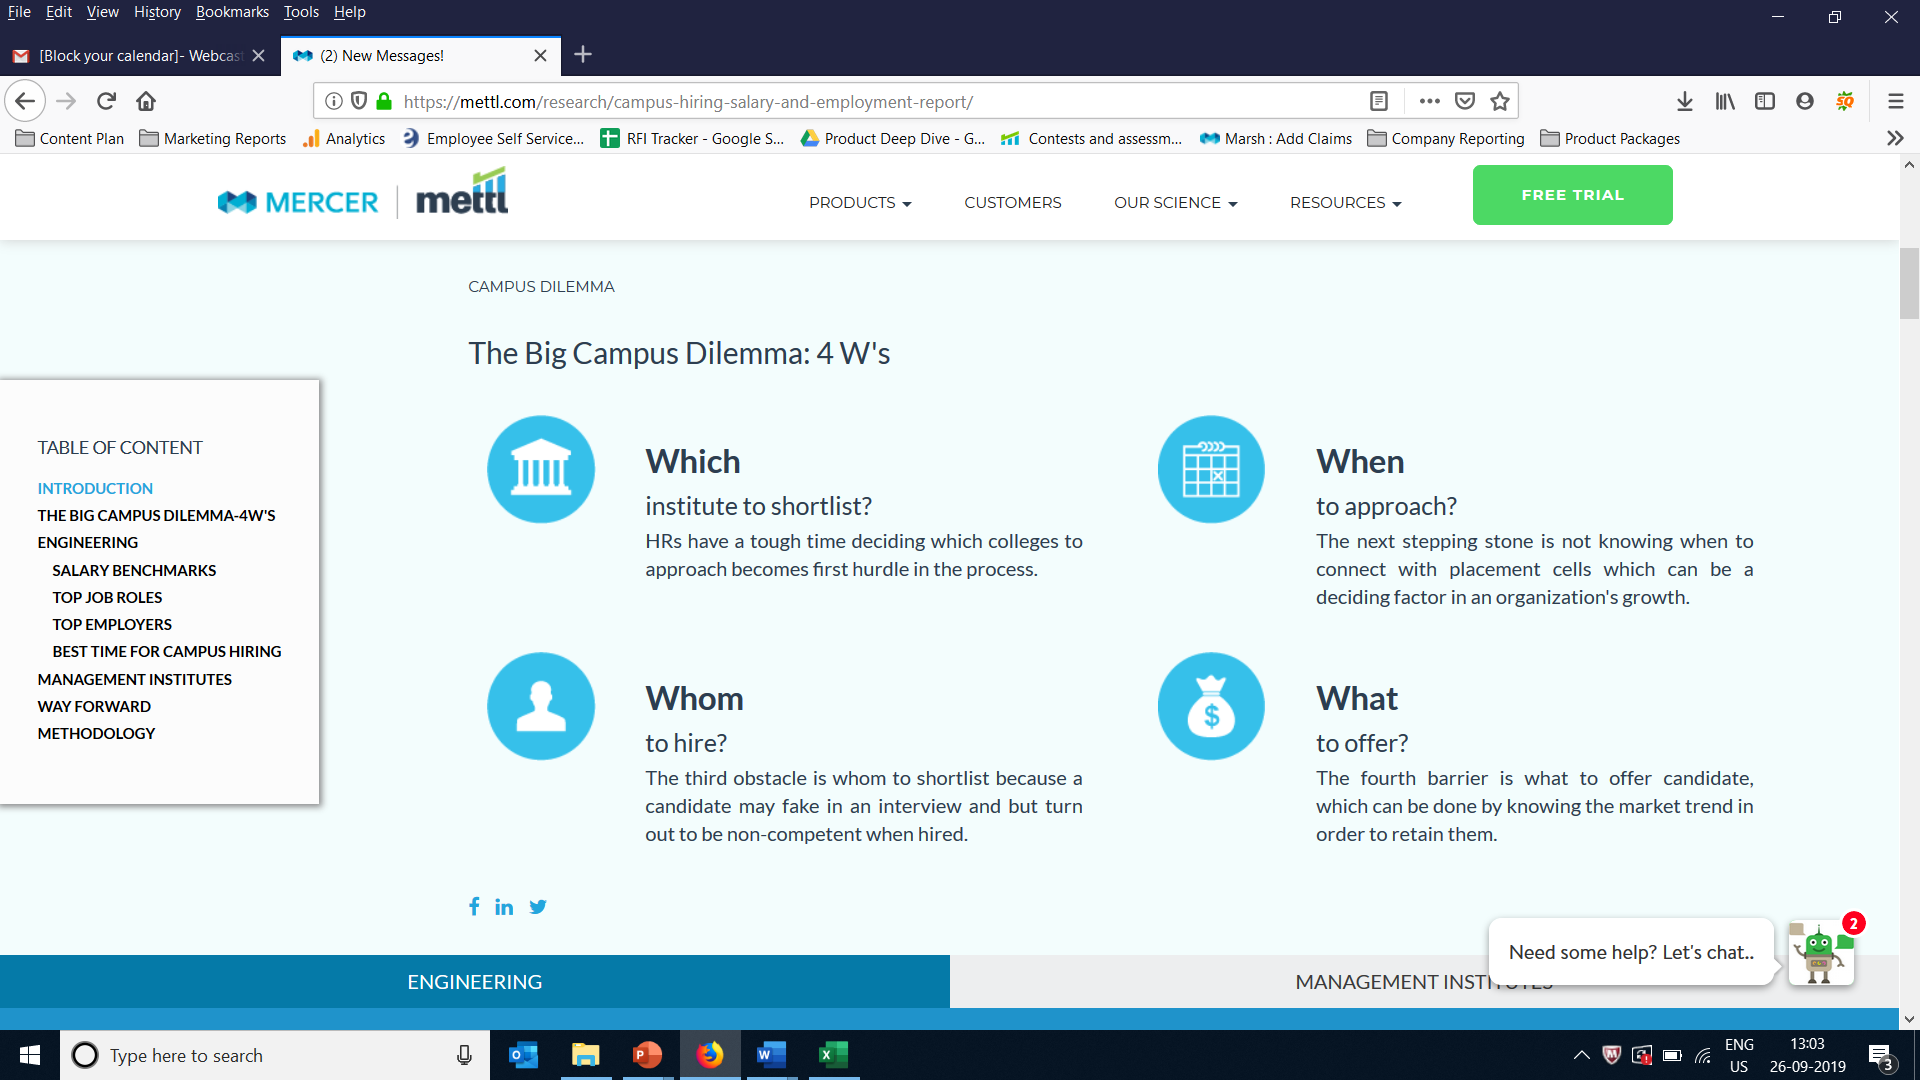 File Edit View History Bookmarks Tools Help
[Block your calendar]- Webcas
(2) New Messages!
https://mettl.com/research/campus-hiring-salary-and-employment-report/
Content Plan Marketing Reports Analytics Employee Self Service... RFI Tracker - Google S... Product Deep Dive - G... Contests and assessm... Marsh : Add Claims Company Reporting Product Packages
MERCER | mettl
PRODUCTS CUSTOMERS OUR SCIENCE RESOURCES FREE TRIAL
CAMPUS DILEMMA
The Big Campus Dilemma: 4 W's
TABLE OF CONTENT
INTRODUCTION
THE BIG CAMPUS DILEMMA-4W'S
ENGINEERING
SALARY BENCHMARKS
TOP JOB ROLES
TOP EMPLOYERS
BEST TIME FOR CAMPUS HIRING
MANAGEMENT INSTITUTES
WAY FORWARD
METHODOLOGY
Which
institute to shortlist?
HRs have a tough time deciding which colleges to
approach becomes first hurdle in the process.
When
to approach?
The next stepping stone is not knowing when to
connect with placement cells which can be a
deciding factor in an organization's growth.
Whom
to hire?
The third obstacle is whom to shortlist because a
candidate may fake in an interview and but turn
out to be non-competent when hired.
What
to offer?
$
The fourth barrier is what to offer candidate,
which can be done by knowing the market trend in
order to retain them.
Need some help? Let's chat..
2
ENGINEERING
MANAGEMENT INSTITUTES
Type here to search
ENG
US
13:03
26-09-2019
3